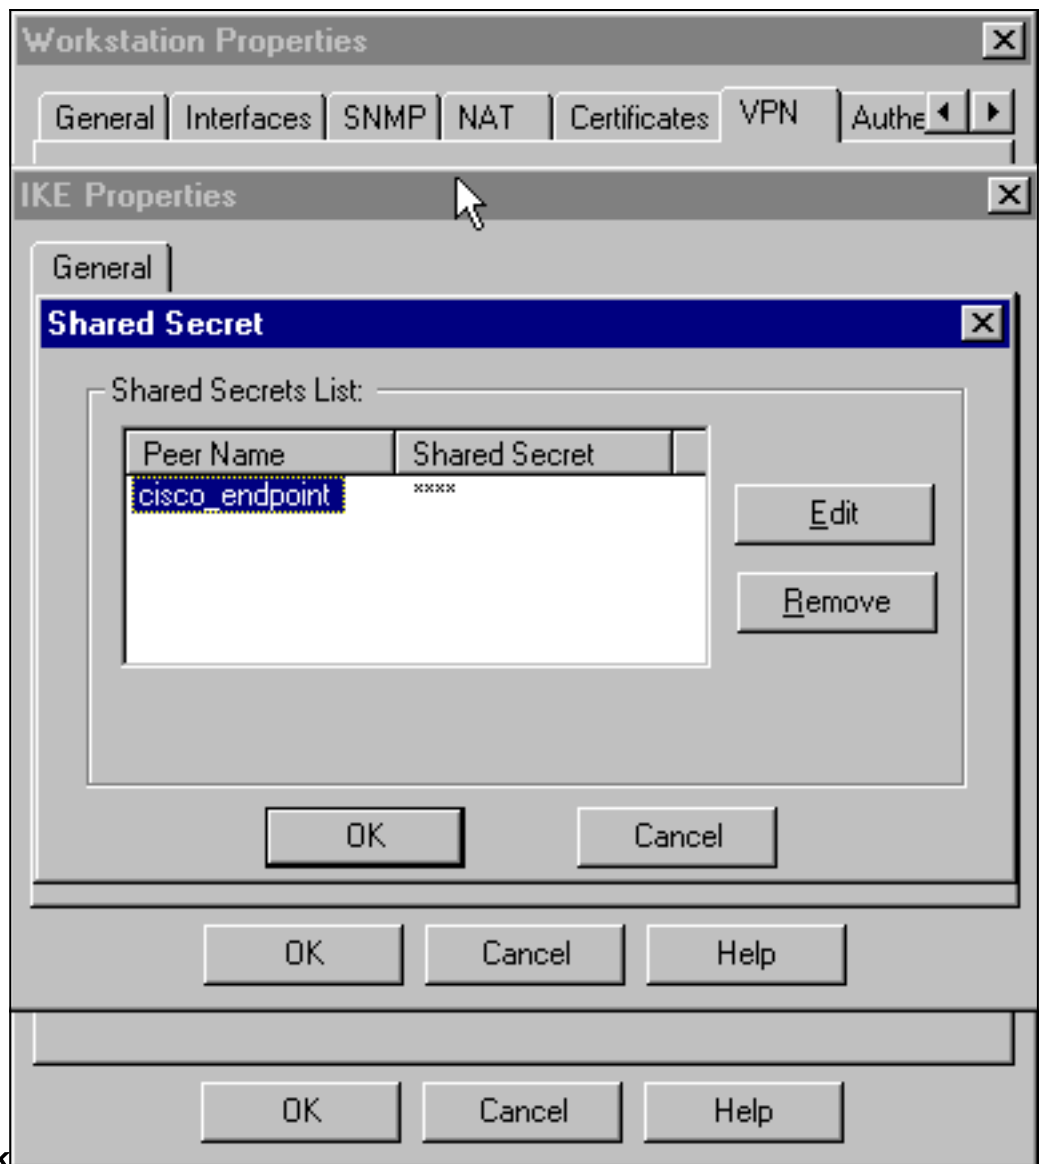 Workstation Properties
General Interfaces SNMP NAT Certificates VPN
IKE Properties
General
Shared Secret
Shared Secrets List:
Peer Name Shared Secret
cisco_endpoint ****
Edit
Remove
OK Cancel
OK Cancel Help
OK Cancel Help